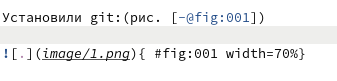 Установили git:(рис. [-@fig:001])
![.](image/1.png){ #fig:001 width=70%}